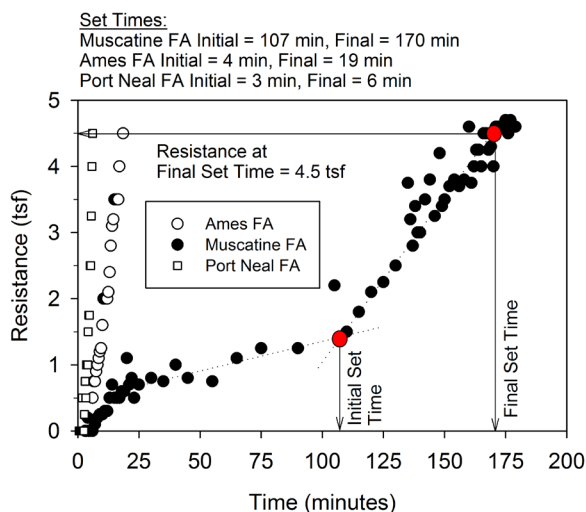 Set Times:
Muscatine FA Initial = 107 min, Final = 170 min
Ames FA Initial = 4 min, Final = 19 min
Port Neal FA Initial = 3 min, Final = 6 min
5
4
3
2
1
0
Resistance (tsf)
Resistance at
Final Set Time = 4.5 tsf
Ames FA
Muscatine FA
Port Neal FA
Initial Set
Time
Final Set Time
0 25 50 75 100 125 150 175 200
Time (minutes)